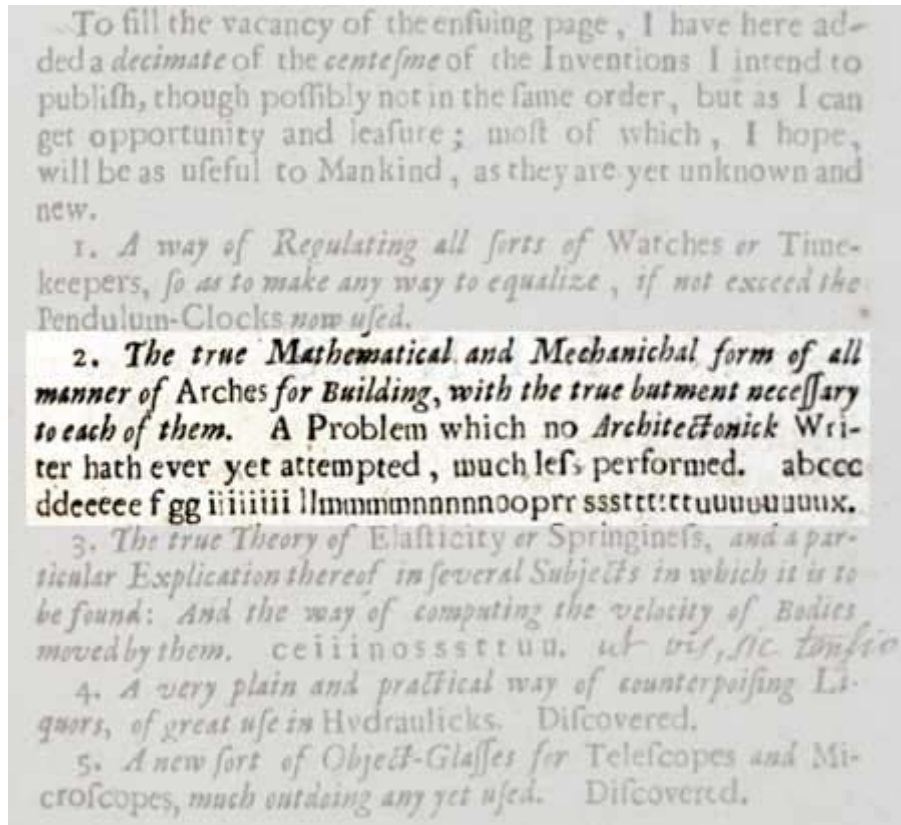 To fill the vacancy of the enſuing page, I have here ad-
ded a decimate of the centeſme of the Inventions I intend to
publiſh, though poſſibly not in the ſame order, but as I can
get opportunity and leaſure; moſt of which, I hope,
will be as uſeful to Mankind, as they are yet unknown and
new.
1. A way of Regulating all ſorts of Watches or Time-
keepers, ſo as to make any way to equalize, if not exceed the
Pendulum-Clocks now uſed.
2. The true Mathematical and Mechanichal form of all
manner of Arches for Building, with the true butment neceſſary
to each of them. A Problem which no Architectonick Wri-
ter hath ever yet attempted, much leſs performed. abccc
ddeeeee f gg iiiiiiii llmmmmnnnnnooprr sssttttttuuuuuuuux.
3. The true Theory of Elaſticity or Springineſs, and a par-
ticular Explication thereof in ſeveral Subjects in which it is to
be found: And the way of computing the velocity of Bodies
moved by them. ceiiinosssttuu. ut vis, sic tensio
4. A very plain and practical way of counterpoiſing Li-
quors, of great uſe in Hydraulicks. Diſcovered.
5. A new ſort of Object-Glaſſes for Teleſcopes and Mi-
croſcopes, much outdoing any yet uſed. Diſcovered.